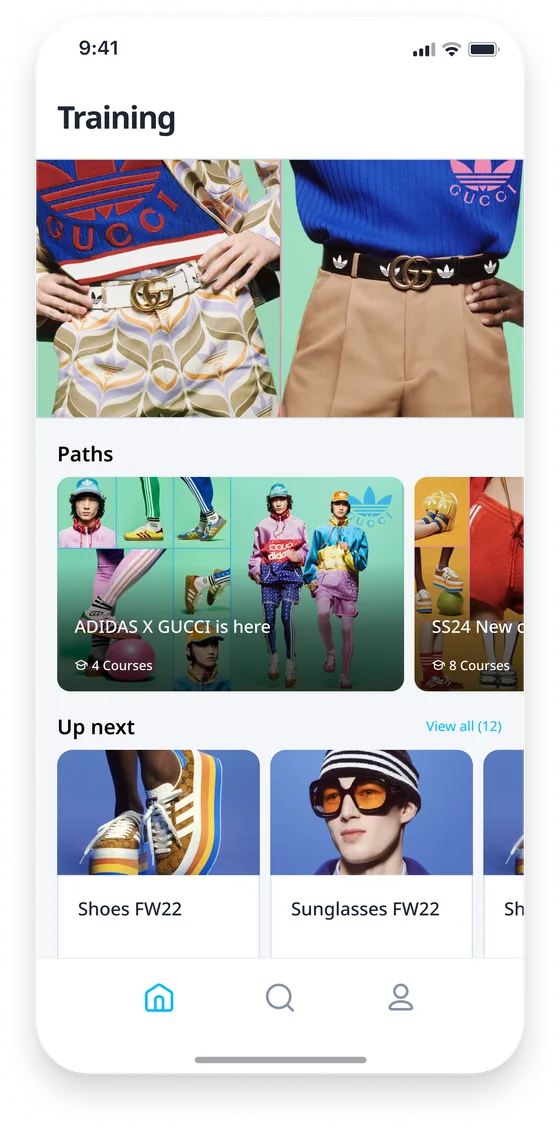 9:41
Training
GUCCI
GUCCI
Paths
GUCCI
adidas
ADIDAS X GUCCI is here
SS24 New c
4 Courses
8 Courses
Up next
View all (12)
Shoes FW22
Sunglasses FW22
Sh